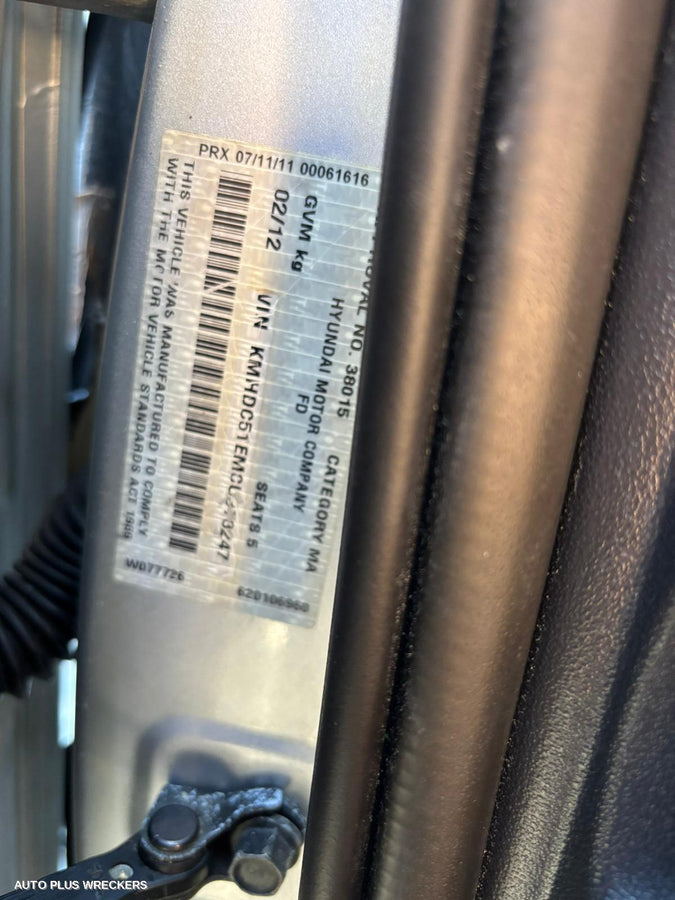 PRX 07/11/11 00061616
APPROVAL NO. 38015 CATEGORY MA
HYUNDAI MOTOR COMPANY
FD
GVM kg SEATS 5
02/12 VIN
THIS VEHICLE WAS MANUFACTURED TO COMPLY
WITH THE MOTOR VEHICLE STANDARDS ACT 1989
W077726
620106960
AUTO PLUS WRECKERS